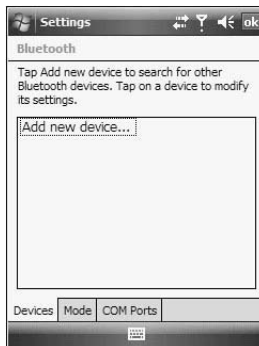 Settings
ok
Bluetooth
Tap Add new device to search for other
Bluetooth devices. Tap on a device to modify
its settings.
Add new device...
Devices Mode COM Ports